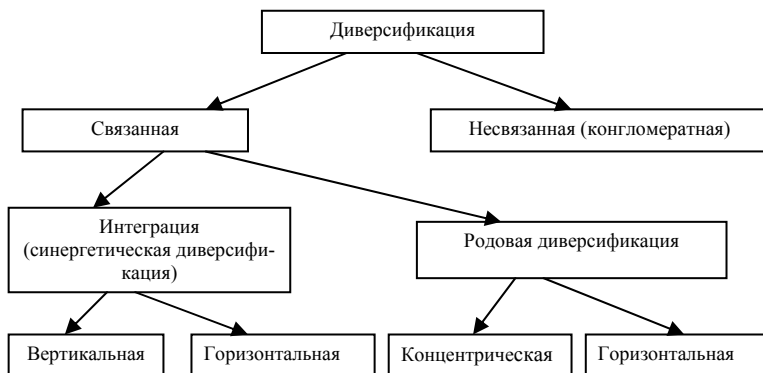 Диверсификация
Связанная
Несвязанная (конгломератная)
Интеграция
(синергетическая диверсифи-
кация)
Родовая диверсификация
Вертикальная
Горизонтальная
Концентрическая
Горизонтальная